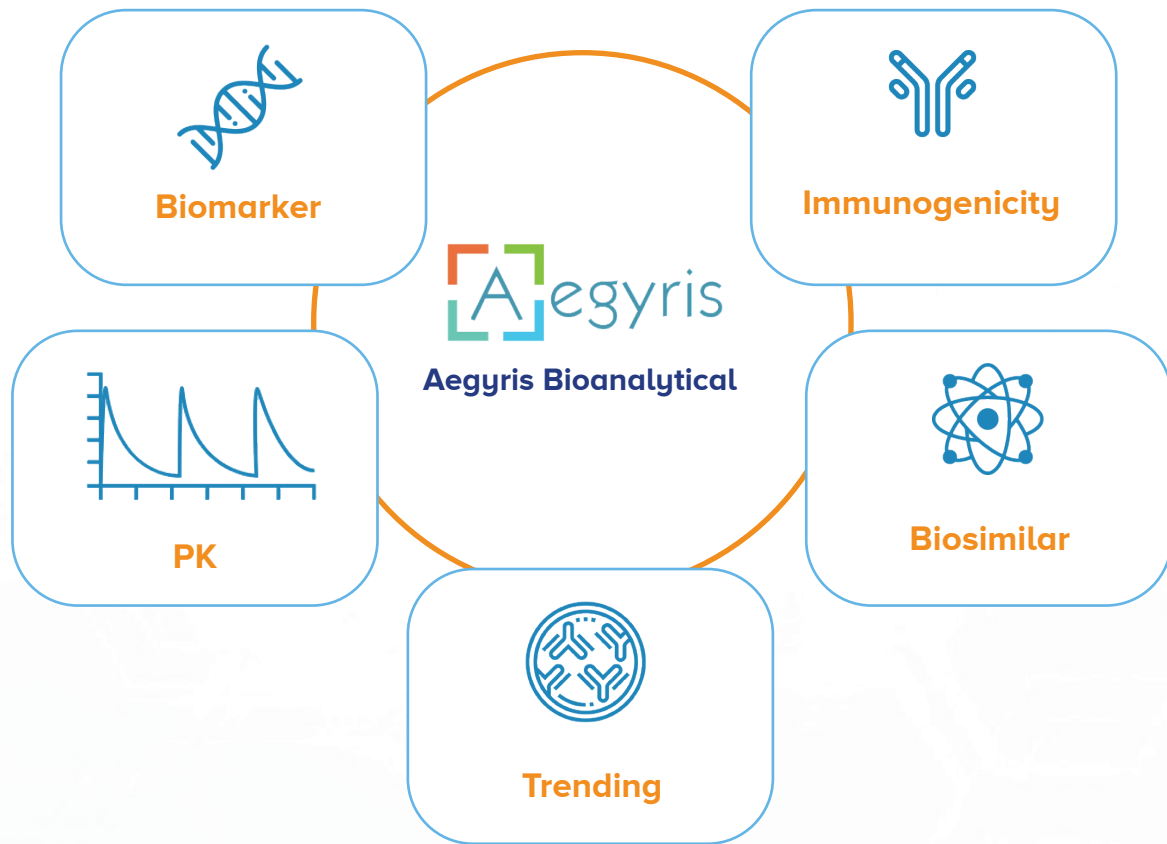 Biomarker
Immunogenicity
Aegyris
Aegyris Bioanalytical
PK
Biosimilar
Trending